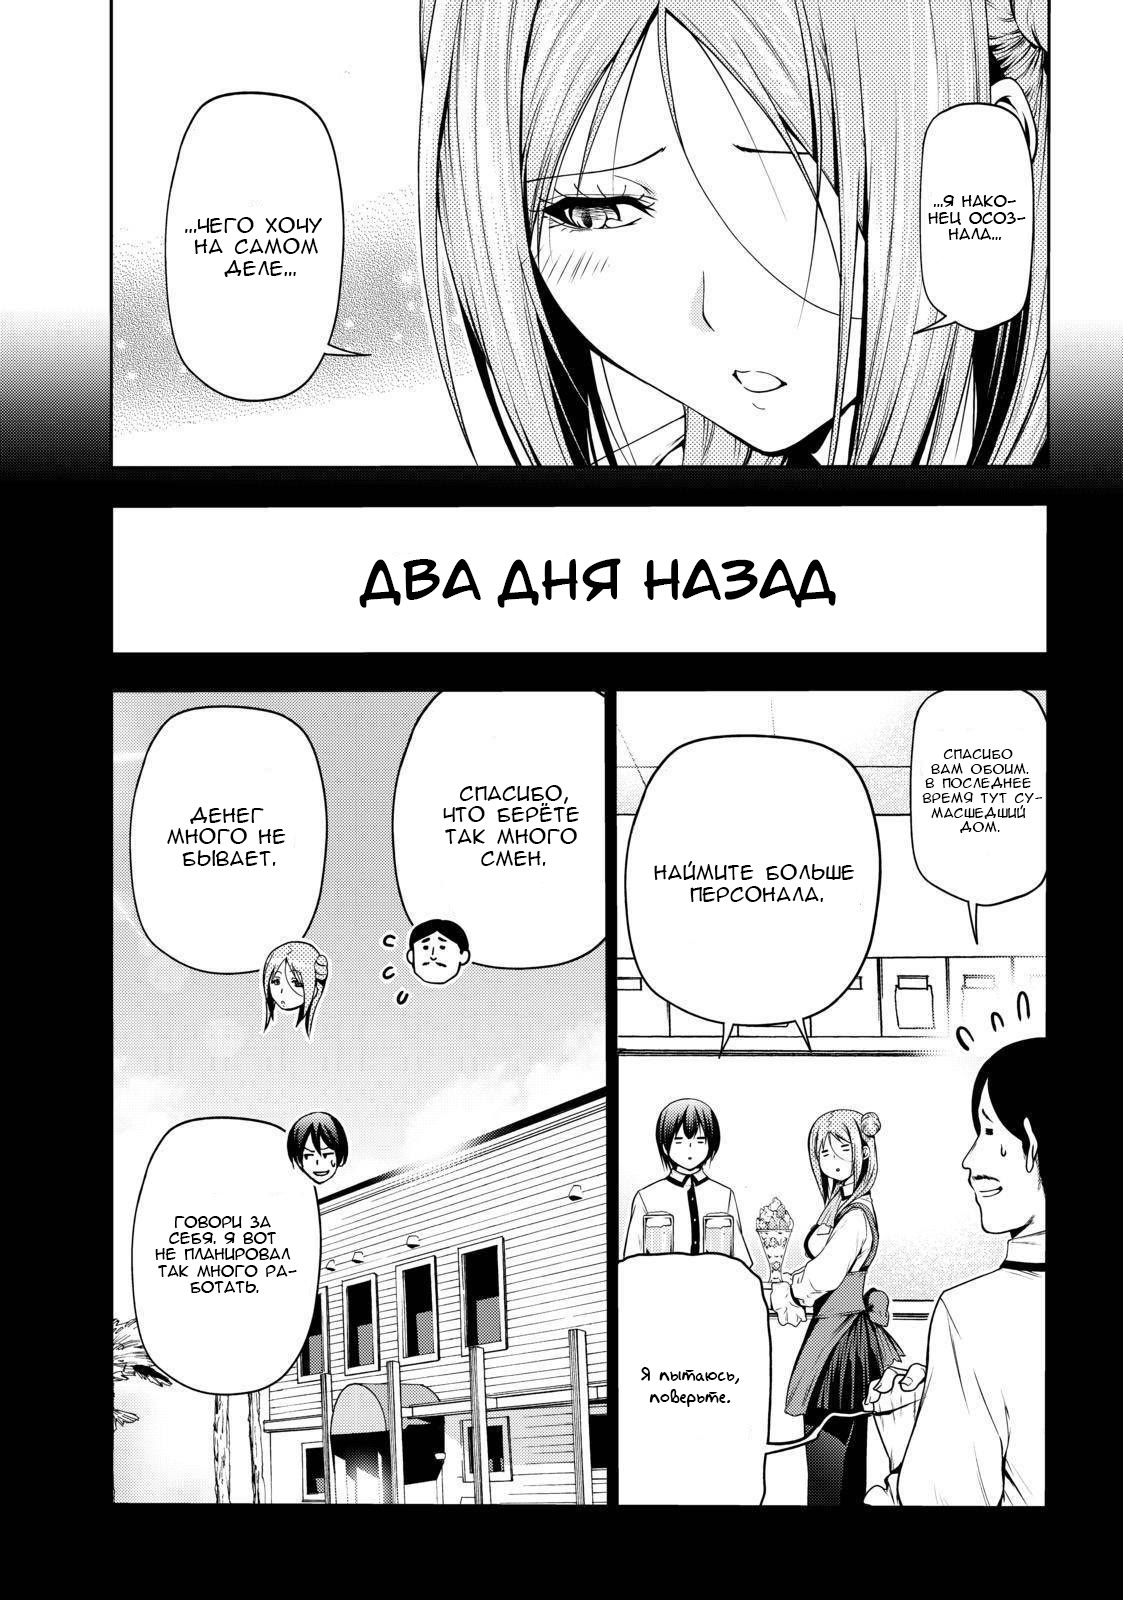 ...Я НАКО-
НЕЦ ОСОЗ-
НАЛА...
...ЧЕГО ХОЧУ
НА САМОМ
ДЕЛЕ...
ДВА ДНЯ НАЗАД
СПАСИБО
ВАМ ОБОИМ.
В ПОСЛЕДНЕЕ
ВРЕМЯ ТУТ СУ-
МАСШЕДШИЙ
ДОМ.
НАЙМИТЕ БОЛЬШЕ
ПЕРСОНАЛА.
Я пытаюсь,
поверьте.
СПАСИБО,
ЧТО БЕРЁТЕ
ТАК МНОГО
СМЕН.
ДЕНЕГ
МНОГО НЕ
БЫВАЕТ.
ГОВОРИ ЗА
СЕБЯ. Я ВОТ
НЕ ПЛАНИРОВАЛ
ТАК МНОГО РА-
БОТАТЬ.